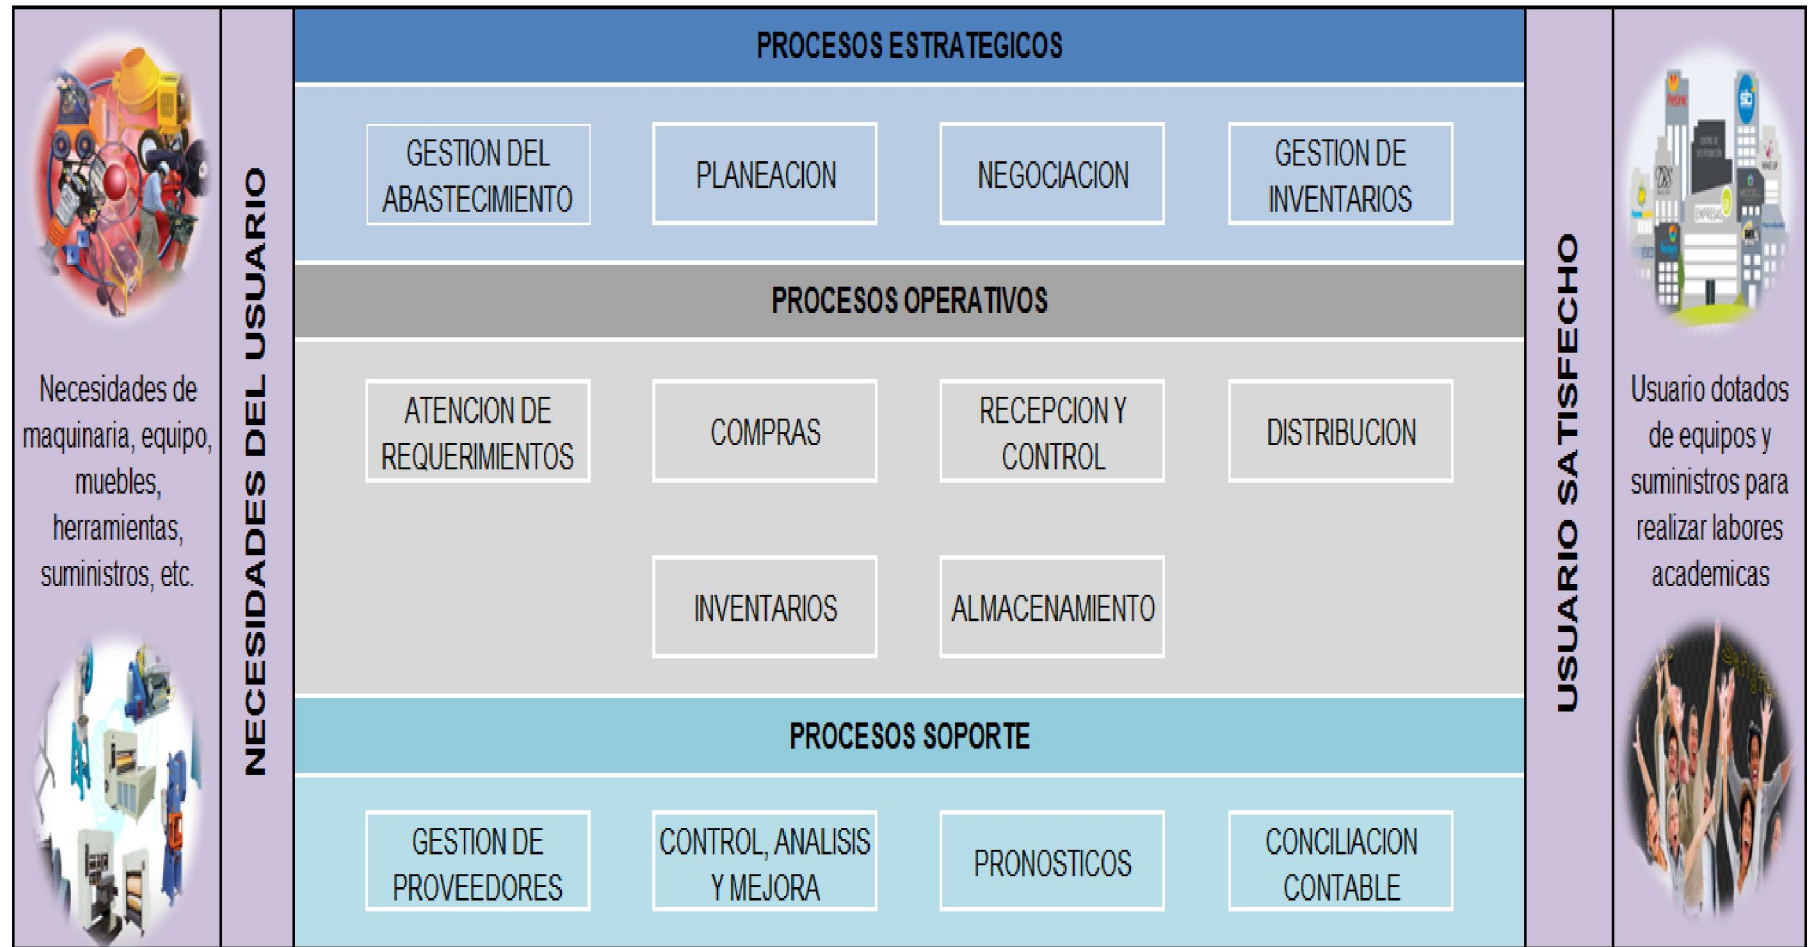 PROCESOS ESTRATEGICOS
GESTION DEL
ABASTECIMIENTO
PLANEACION
NEGOCIACION
GESTION DE
INVENTARIOS
PROCESOS OPERATIVOS
ATENCION DE
REQUERIMIENTOS
COMPRAS
RECEPCION Y
CONTROL
DISTRIBUCION
INVENTARIOS
ALMACENAMIENTO
PROCESOS SOPORTE
GESTION DE
PROVEEDORES
CONTROL, ANALISIS
Y MEJORA
PRONOSTICOS
CONCILIACION
CONTABLE
Necesidades de
maquinaria, equipo,
muebles,
herramientas,
suministros, etc.
NECESIDADES DEL USUARIO
USUARIO SATISFECHO
Usuario dotados
de equipos y
suministros para
realizar labores
academicas
EMPRESAS